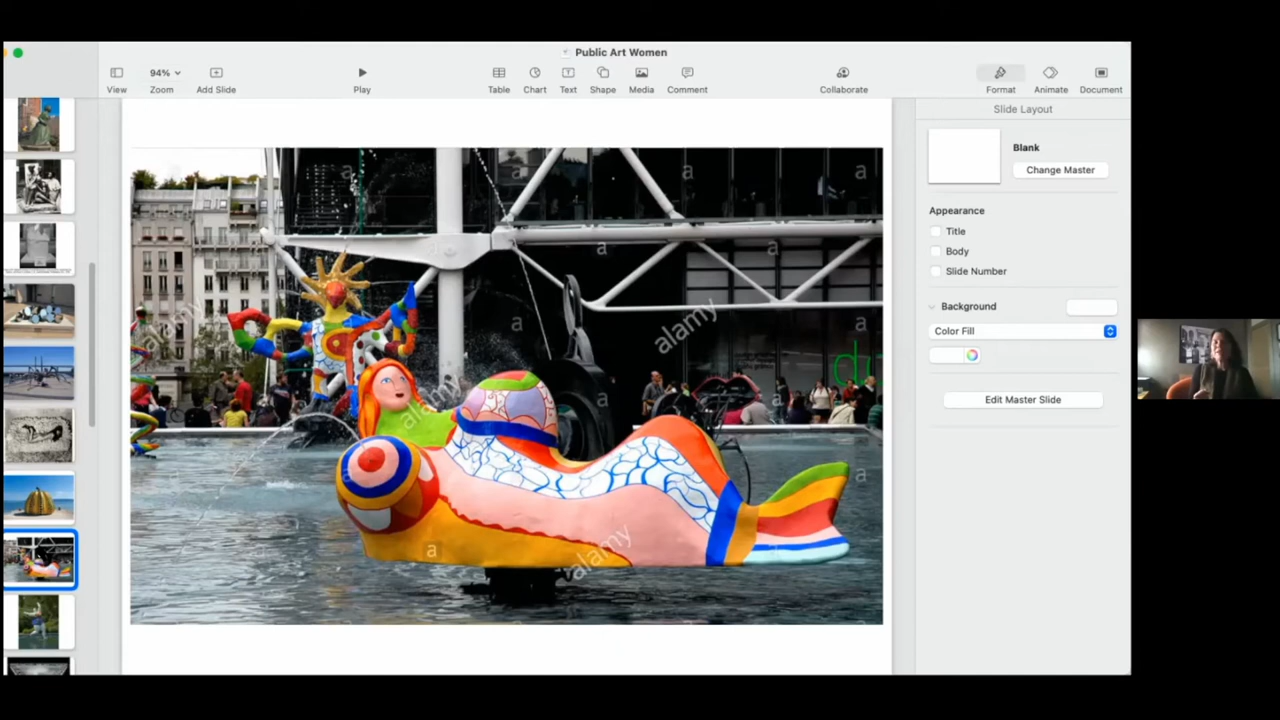 Public Art Women
94%
View
Zoom
Add Slide
Play
Table
Chart
Text
Shape
Media
Comment
Collaborate
Format
Animate
Document
Slide Layout
Blank
Change Master
Appearance
Title
Body
Slide Number
Background
Color Fill
Edit Master Slide
a
a
a
a
a
a
alamy
alamy
a
a
a
alamy
alamy
a
a
a
alamy
du